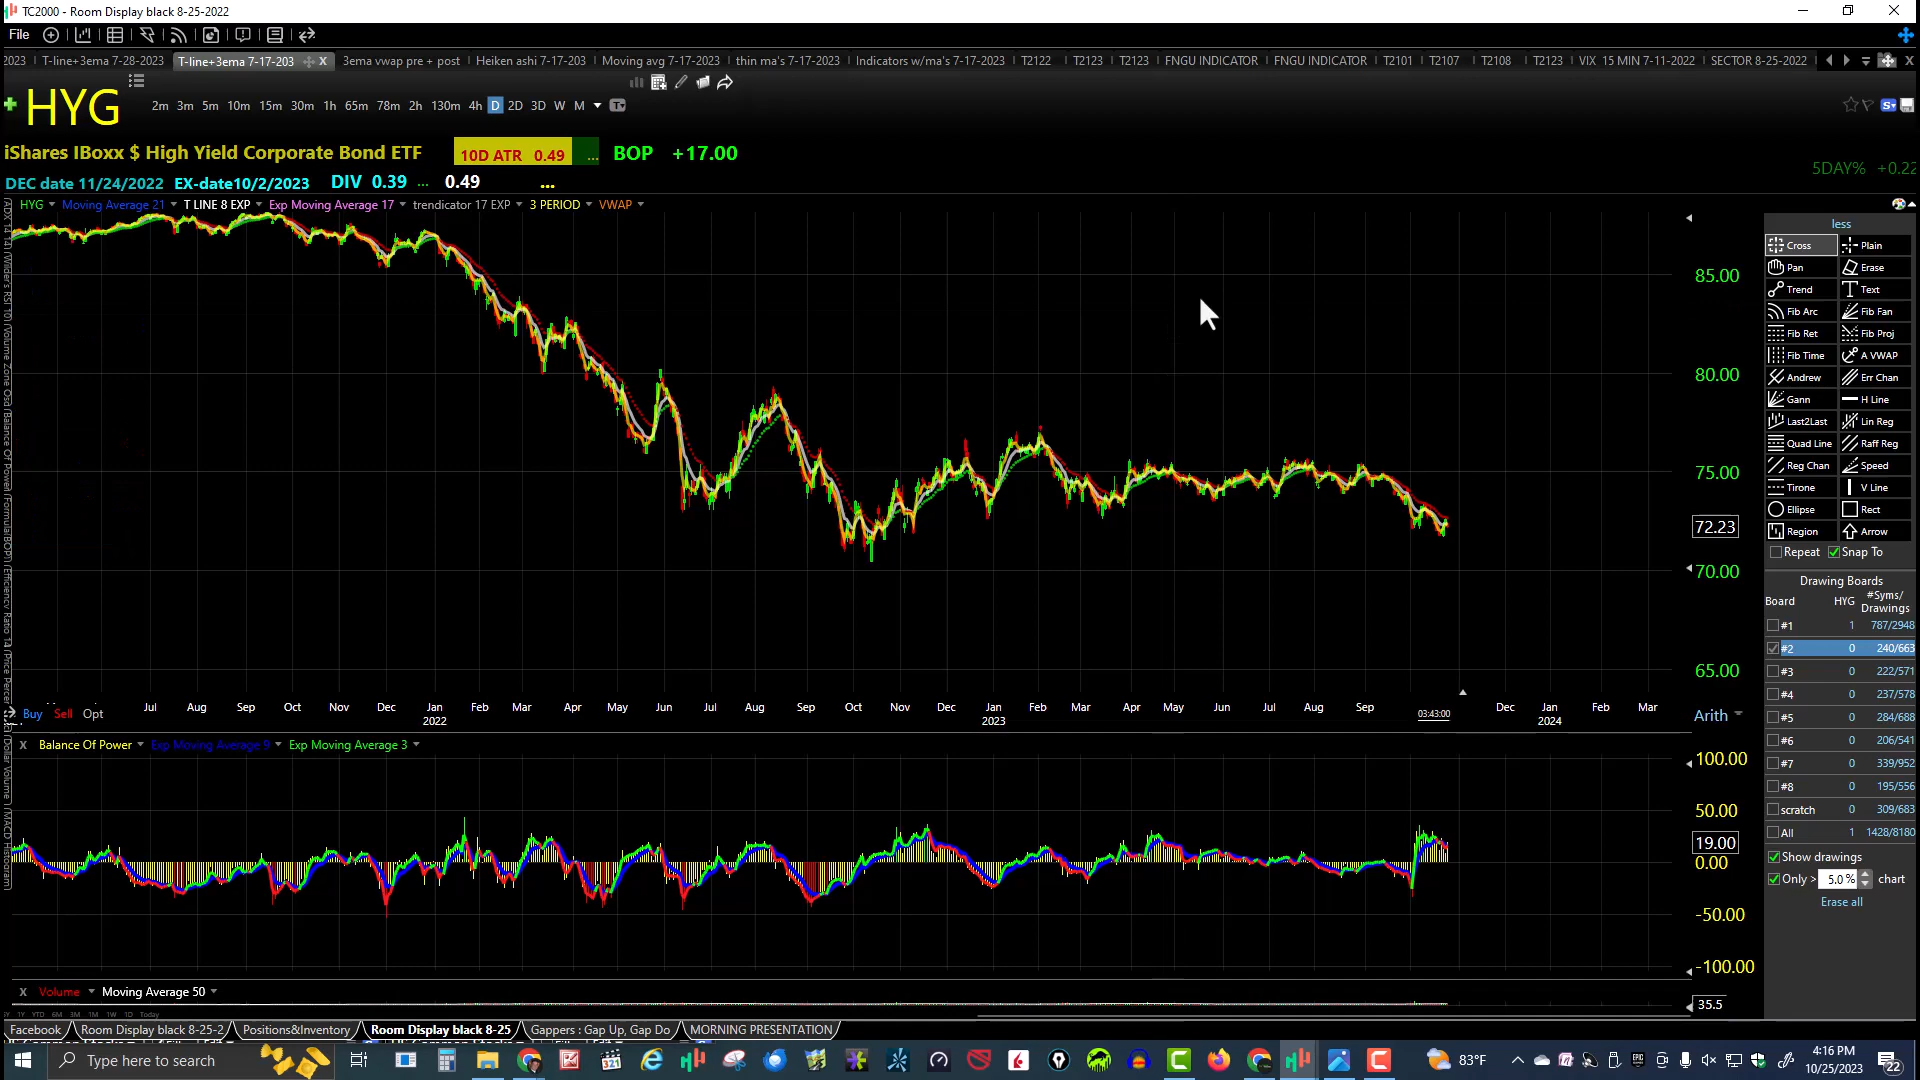 TC2000 - Room Display black 8-25-2022
File
2023 T-line+3ema 7-28-2023 T-line+3ema 7-17-203 X 3ema vwap pre + post Heiken ashi 7-17-203 Moving avg 7-17-2023 thin ma's 7-17-2023 Indicators w/ma's 7-17-2023 T2122 T2123 T2123 FNGU INDICATOR FNGU INDICATOR T2101 T2107 T2108 T2123 VIX 15 MIN 7-11-2022 SECTOR 8-25-2022 X
HYG 2m 3m 5m 10m 15m 30m 1h 65m 78m 2h 130m 4h D 2D 3D W M
iShares IBoxx $ High Yield Corporate Bond ETF 10D ATR 0.49 ... BOP +17.00
5DAY% +0.22
DEC date 11/24/2022 EX-date10/2/2023 DIV 0.39 ... 0.49 ...
HYG Moving Average 21 T LINE 8 EXP Exp Moving Average 17 trendicator 17 EXP 3 PERIOD VWAP
less
Cross Plain
Pan Erase
Trend Text
Fib Arc Fib Fan
Fib Ret Fib Proj
Fib Time A VWAP
Andrew Err Chan
Gann H Line
Last2Last Lin Reg
Quad Line Raff Reg
Reg Chan Speed
Tirone V Line
Ellipse Rect
Region Arrow
Repeat Snap To
85.00
80.00
75.00
72.23
70.00
65.00
Drawing Boards
Board HYG #Syms/
Drawings
#1 1 787/2948
#2 0 240/663
#3 0 222/571
#4 0 237/578
#5 0 284/688
#6 0 206/541
#7 0 339/952
#8 0 195/556
scratch 0 309/683
All 1 1428/8180
Show drawings
Only > 5.0 % chart
Erase all
Jul Aug Sep Oct Nov Dec Jan Feb Mar Apr May Jun Jul Aug Sep Oct Nov Dec Jan Feb Mar Apr May Jun Jul Aug Sep 03:43:00 Dec Jan Feb Mar
2022 2023 2024
Buy Sell Opt
Arith
X Balance Of Power Exp Moving Average 9 Exp Moving Average 3
100.00
50.00
19.00
0.00
-50.00
-100.00
X Volume Moving Average 50
35.5
1Y YTD 6M 3M 1M 1W 1D Today
Facebook Room Display black 8-25-2 Positions&Inventory Room Display black 8-25 Gappers : Gap Up, Gap Do MORNING PRESENTATION
Type here to search
83°F
4:16 PM
10/25/2023
22